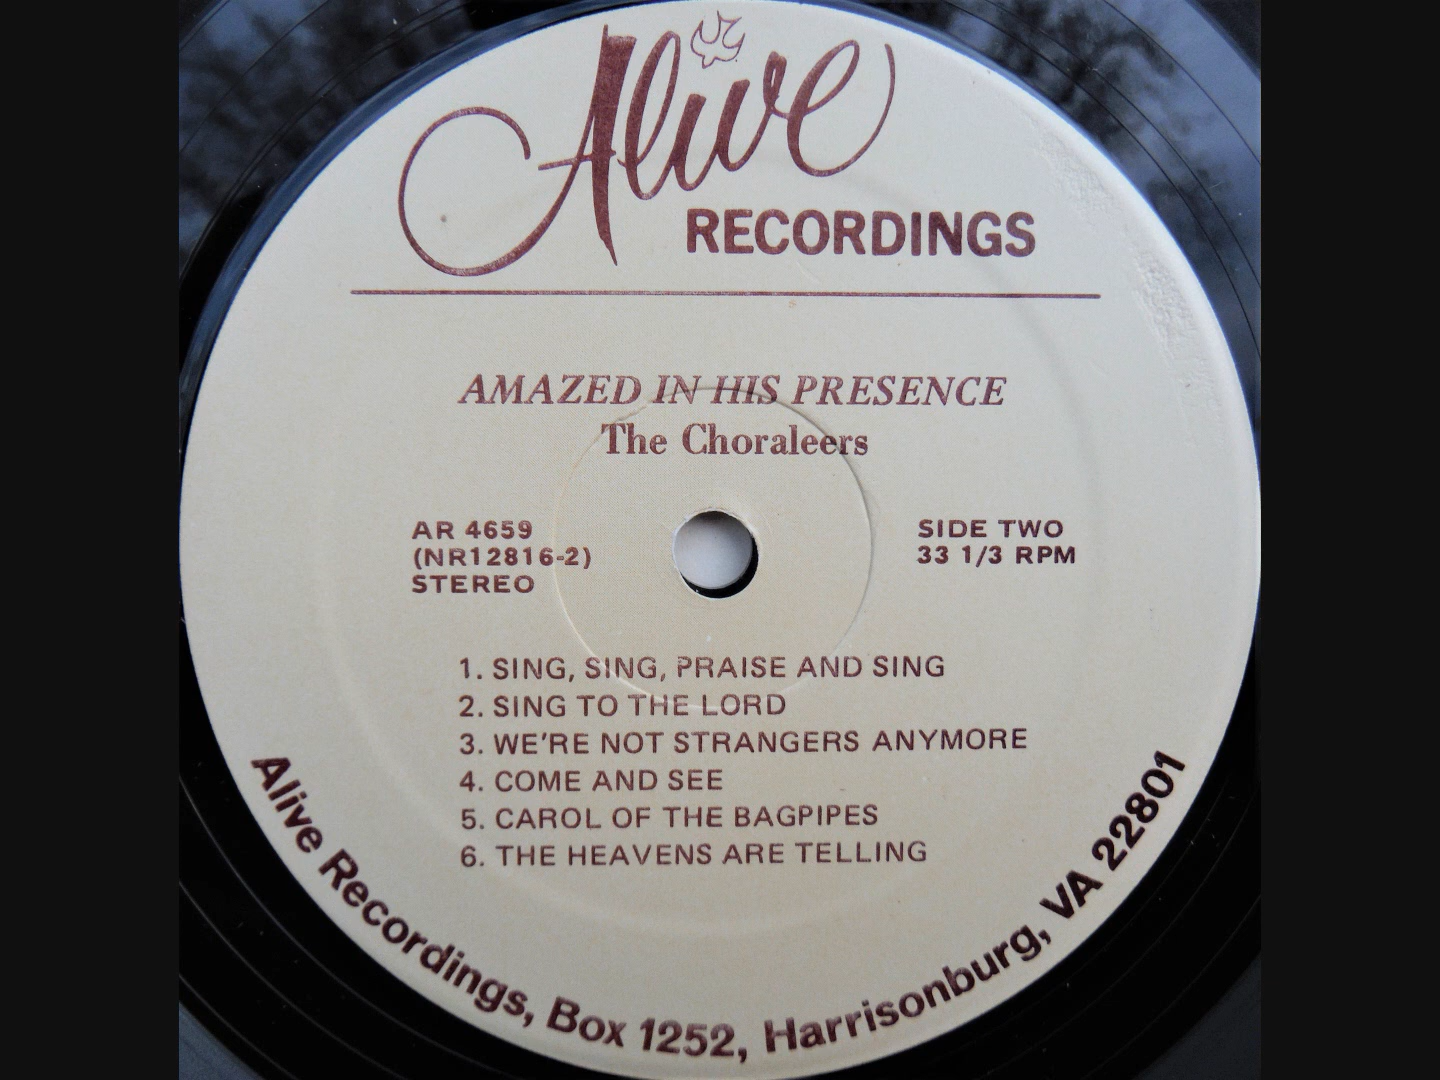 Alive
RECORDINGS
AMAZED IN HIS PRESENCE
The Choraleers
AR 4659
(NR12816-2)
STEREO
SIDE TWO
33 1/3 RPM
1. SING, SING, PRAISE AND SING
2. SING TO THE LORD
3. WE'RE NOT STRANGERS ANYMORE
4. COME AND SEE
5. CAROL OF THE BAGPIPES
6. THE HEAVENS ARE TELLING
Alive Recordings, Box 1252, Harrisonburg, VA 22801